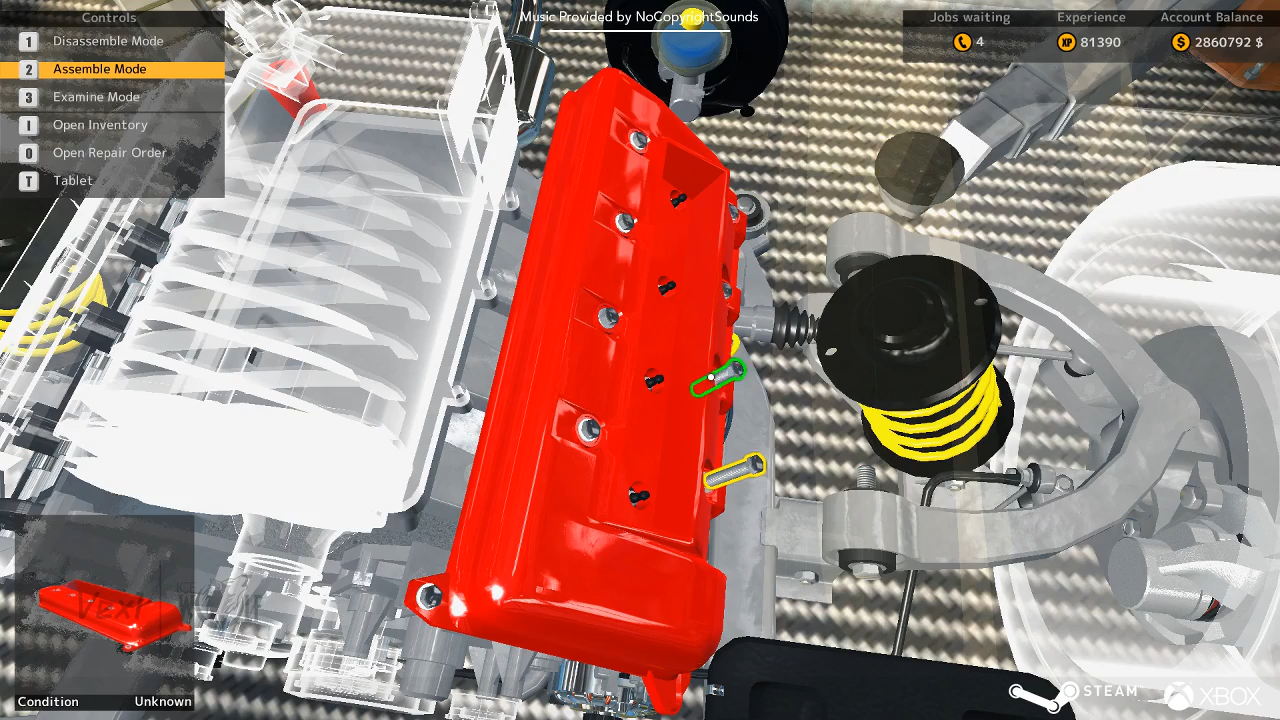 Controls
1 Disassemble Mode
2 Assemble Mode
3 Examine Mode
I Open Inventory
O Open Repair Order
T Tablet
Music Provided by NoCopyrightSounds
Jobs waiting Experience Account Balance
4 XP 81390 $ 2860792 $
Condition Unknown
STEAM XBOX